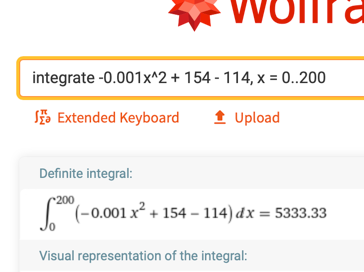 Wolfra
integrate -0.001x^2 + 154 - 114, x = 0..200
Extended Keyboard Upload
Definite integral:
∫₀²⁰⁰(−0.001 x² + 154 − 114) dx = 5333.33
Visual representation of the integral: